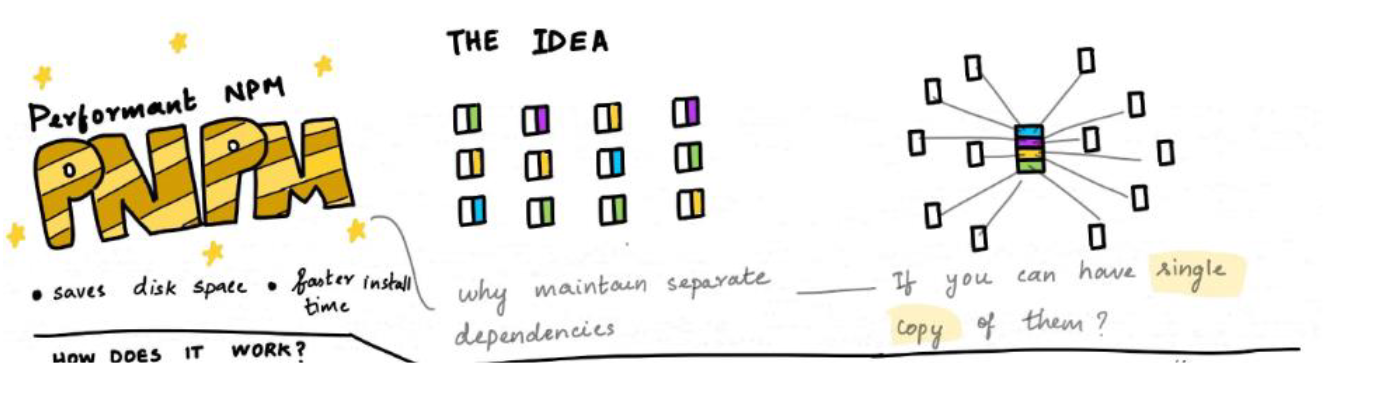 Performant NPM
PNPM
• saves disk space • faster install
time
HOW DOES IT WORK?
THE IDEA
why maintain separate
dependencies
If you can have single
copy of them?